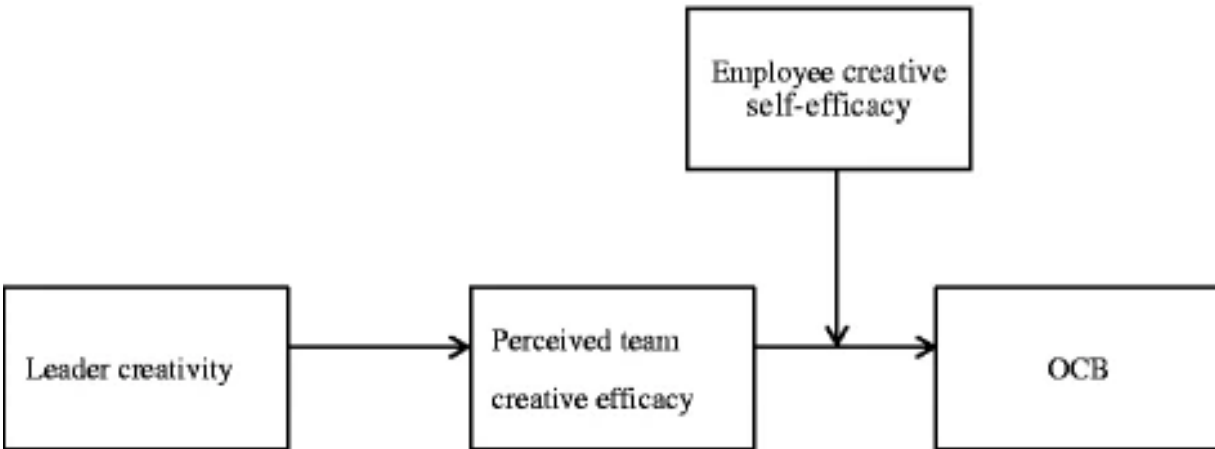 Employee creative
self-efficacy
Leader creativity
Perceived team
creative efficacy
OCB